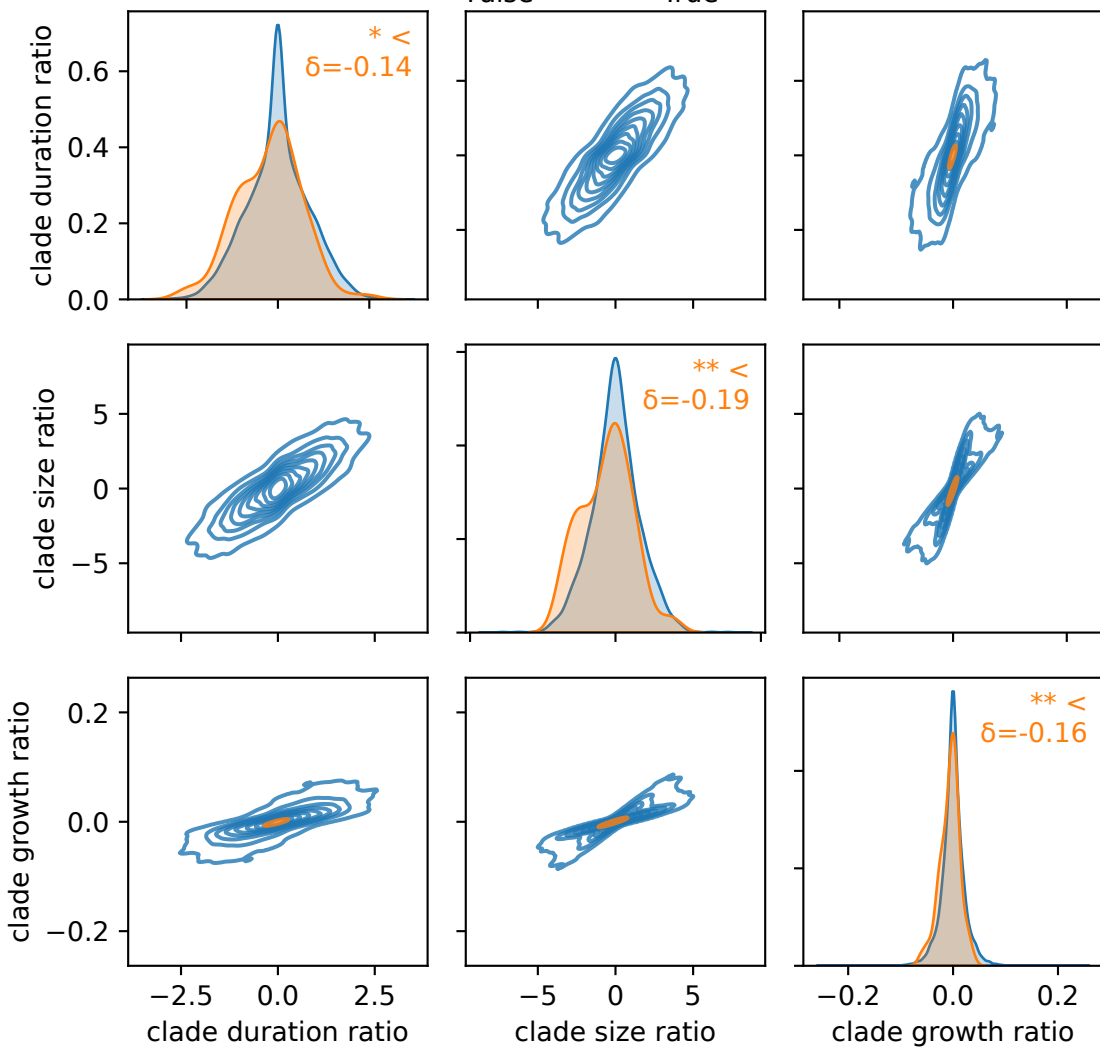 clade duration ratio
0.6
0.4
0.2
0.0
* <
δ=-0.14
clade size ratio
5
0
−5
** <
δ=-0.19
clade growth ratio
0.2
0.0
−0.2
** <
δ=-0.16
−2.5 0.0 2.5
−5 0 5
−0.2 0.0 0.2
clade duration ratio
clade size ratio
clade growth ratio